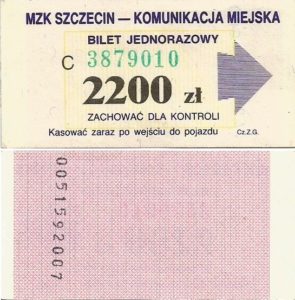 MZK SZCZECIN — KOMUNIKACJA MIEJSKA
BILET JEDNORAZOWY
C 3879010
2200 zł
ZACHOWAĆ DLA KONTROLI
Kasować zaraz po wejściu do pojazdu Cz.Z.G.
0051592007